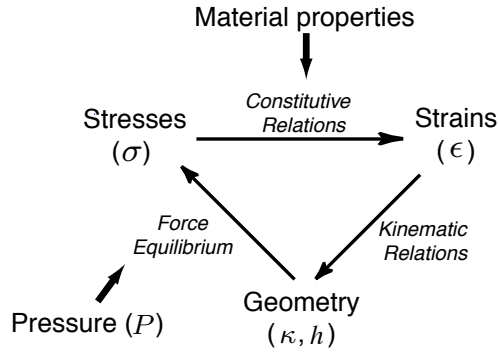 Material properties
Constitutive
Relations
Stresses
(σ)
Strains
(ϵ)
Force
Equilibrium
Kinematic
Relations
Geometry
(κ, h)
Pressure (P)